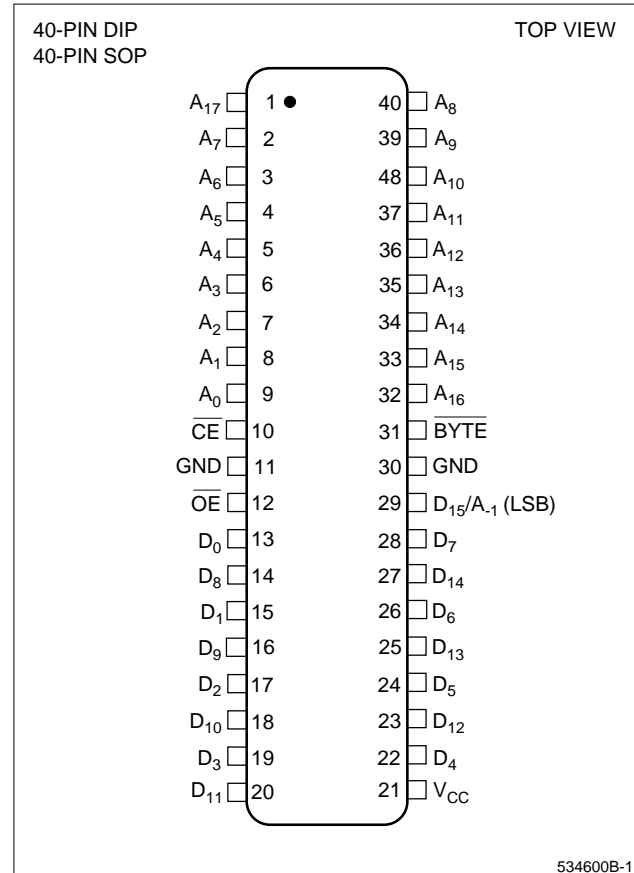 40-PIN DIP TOP VIEW
40-PIN SOP
A17 1 40 A8
A7 2 39 A9
A6 3 48 A10
A5 4 37 A11
A4 5 36 A12
A3 6 35 A13
A2 7 34 A14
A1 8 33 A15
A0 9 32 A16
CE 10 31 BYTE
GND 11 30 GND
OE 12 29 D15/A-1 (LSB)
D0 13 28 D7
D8 14 27 D14
D1 15 26 D6
D9 16 25 D13
D2 17 24 D5
D10 18 23 D12
D3 19 22 D4
D11 20 21 VCC
534600B-1